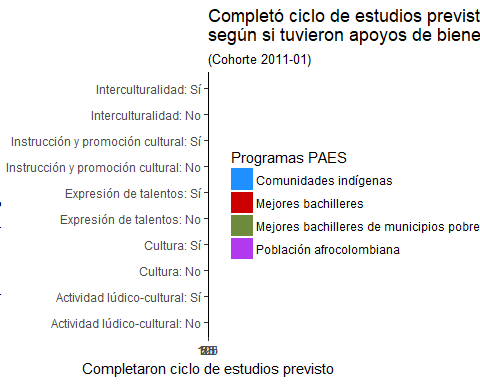 Completó ciclo de estudios previst
según si tuvieron apoyos de biene
(Cohorte 2011-01)
Interculturalidad: Sí
Interculturalidad: No
Instrucción y promoción cultural: Sí
Instrucción y promoción cultural: No
Expresión de talentos: Sí
Expresión de talentos: No
Cultura: Sí
Cultura: No
Actividad lúdico-cultural: Sí
Actividad lúdico-cultural: No
Programas PAES
Comunidades indígenas
Mejores bachilleres
Mejores bachilleres de municipios pobre
Población afrocolombiana
Completaron ciclo de estudios previsto